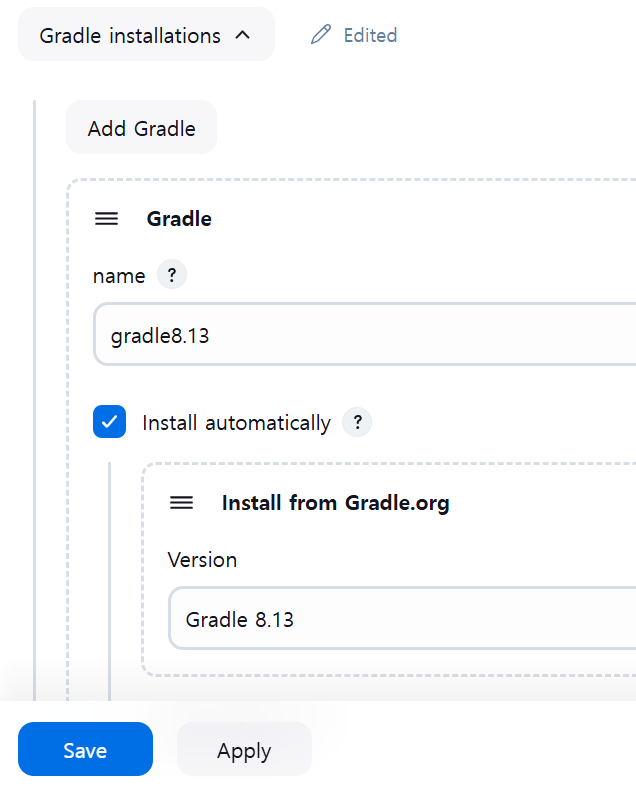 Gradle installations
Edited
Add Gradle
Gradle
name ?
gradle8.13
Install automatically ?
Install from Gradle.org
Version
Gradle 8.13
Save
Apply